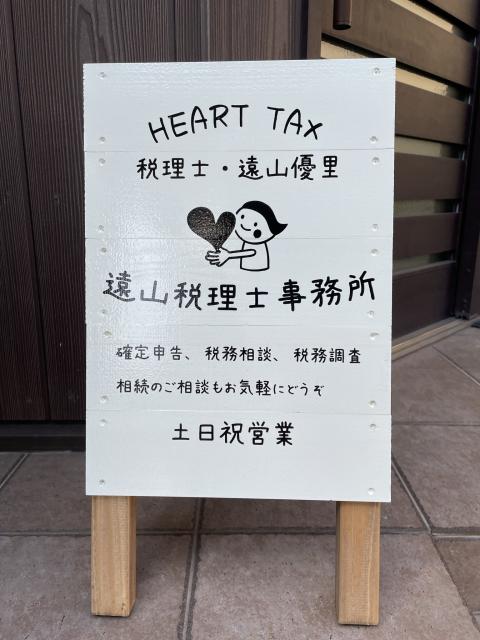 HEART TAX
税理士・遠山優里
遠山税理士事務所
確定申告、税務相談、税務調査
相続のご相談もお気軽にどうぞ
土日祝営業